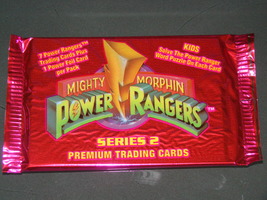 7 Power Rangers™
Trading Cards Plus
1 Power Foil Card
per Pack
KIDS
Solve The Power Ranger
Word Puzzle On Each Card
MIGHTY MORPHIN
POWER RANGERS™
SERIES 2
PREMIUM TRADING CARDS